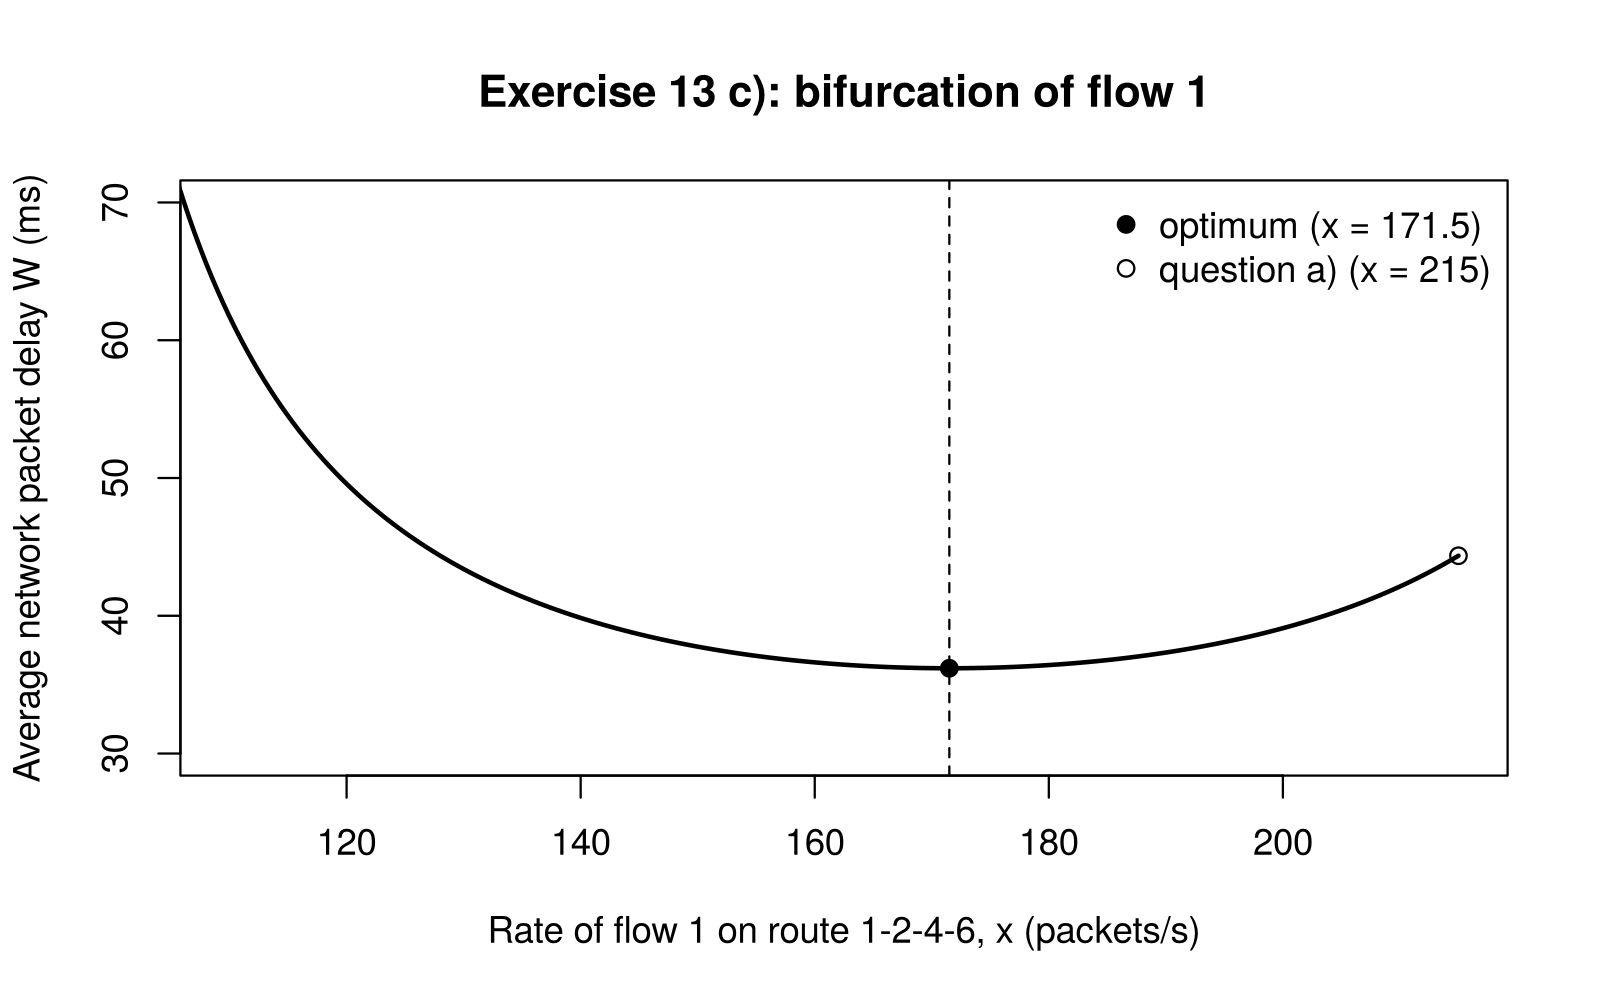 Exercise 13 c): bifurcation of flow 1
Average network packet delay W (ms)
70
60
50
40
30
optimum (x = 171.5)
question a) (x = 215)
120 140 160 180 200
Rate of flow 1 on route 1-2-4-6, x (packets/s)